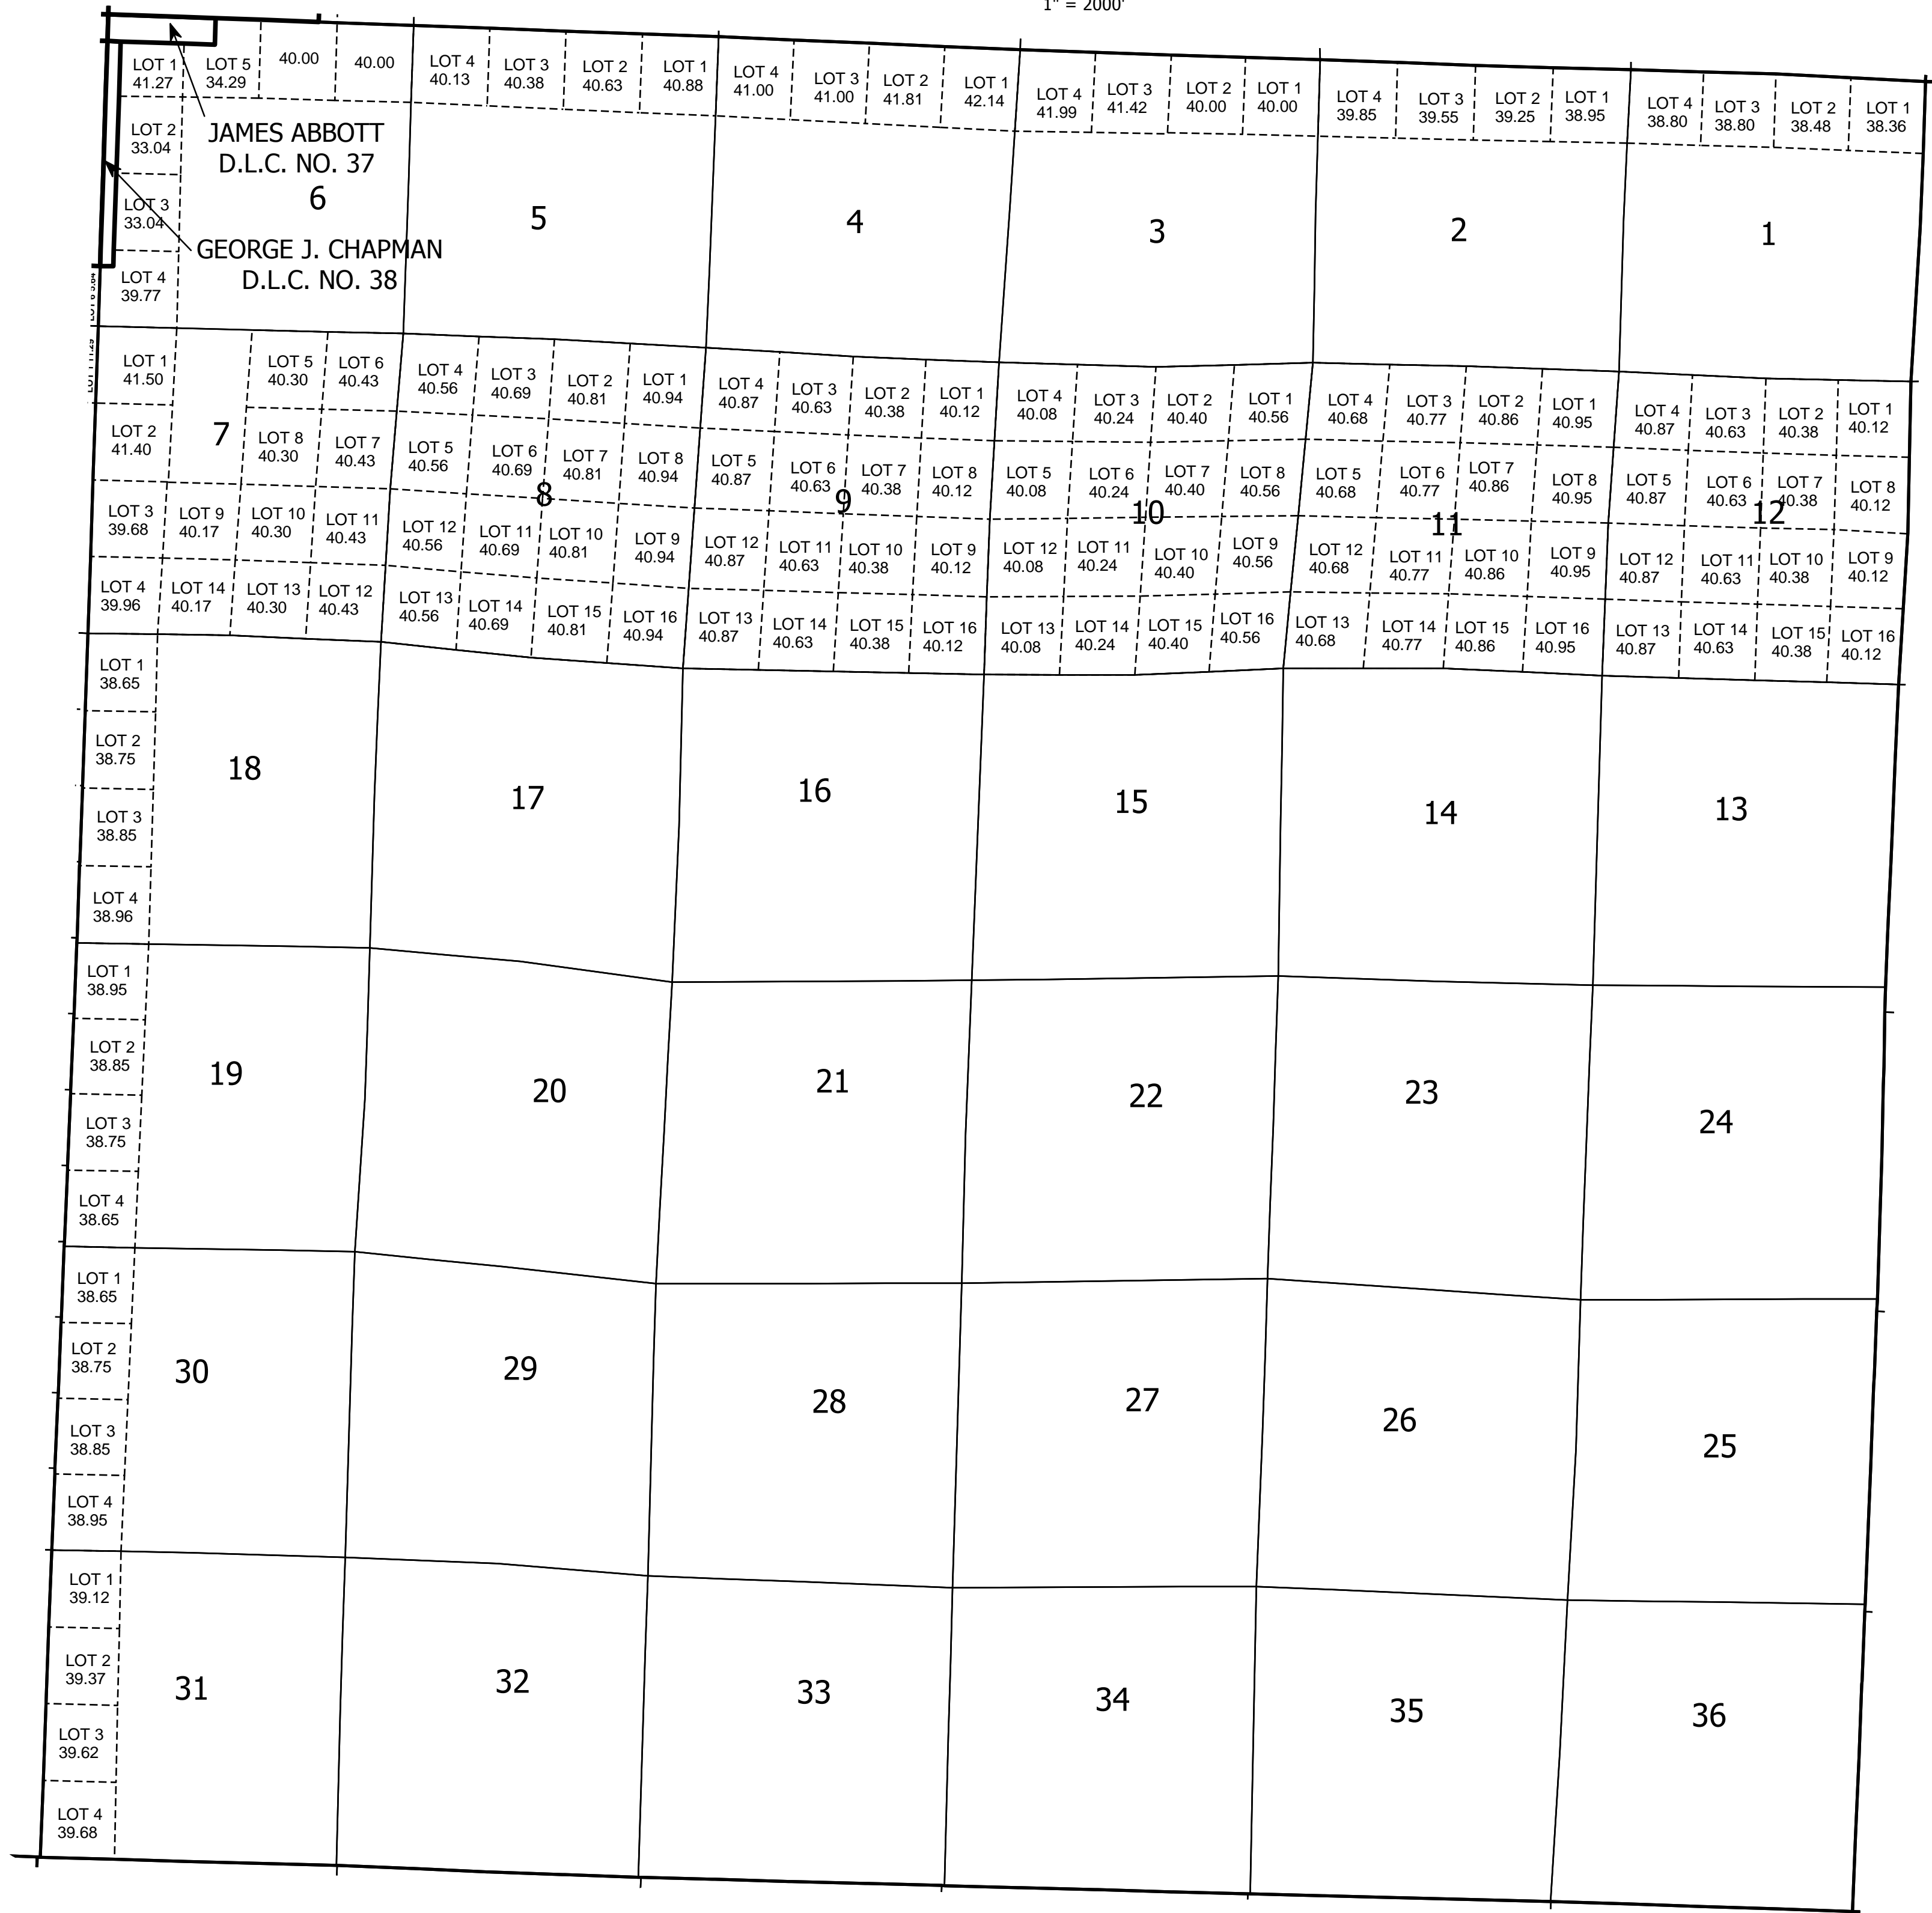 1" = 2000'
LOT 1
41.27
LOT 5
34.29
40.00
40.00
LOT 4
40.13
LOT 3
40.38
LOT 2
40.63
LOT 1
40.88
LOT 4
41.00
LOT 3
41.00
LOT 2
41.81
LOT 1
42.14
LOT 4
41.99
LOT 3
41.42
LOT 2
40.00
LOT 1
40.00
LOT 4
39.85
LOT 3
39.55
LOT 2
39.25
LOT 1
38.95
LOT 4
38.80
LOT 3
38.80
LOT 2
38.48
LOT 1
38.36
LOT 2
33.04
JAMES ABBOTT
D.L.C. NO. 37
6
LOT 3
33.04
GEORGE J. CHAPMAN
D.L.C. NO. 38
LOT 4
39.77
5
4
3
2
1
LOT 1
41.50
LOT 5
40.30
LOT 6
40.43
LOT 4
40.56
LOT 3
40.69
LOT 2
40.81
LOT 1
40.94
LOT 4
40.87
LOT 3
40.63
LOT 2
40.38
LOT 1
40.12
LOT 4
40.08
LOT 3
40.24
LOT 2
40.40
LOT 1
40.56
LOT 4
40.68
LOT 3
40.77
LOT 2
40.86
LOT 1
40.95
LOT 4
40.87
LOT 3
40.63
LOT 2
40.38
LOT 1
40.12
LOT 2
41.40
7
LOT 8
40.30
LOT 7
40.43
LOT 5
40.56
LOT 6
40.69
LOT 7
40.81
LOT 8
40.94
LOT 5
40.87
LOT 6
40.63
LOT 7
40.38
LOT 8
40.12
LOT 5
40.08
LOT 6
40.24
LOT 7
40.40
LOT 8
40.56
LOT 5
40.68
LOT 6
40.77
LOT 7
40.86
LOT 8
40.95
LOT 5
40.87
LOT 6
40.63
LOT 7
40.38
LOT 8
40.12
8
9
10
11
12
LOT 3
39.68
LOT 9
40.17
LOT 10
40.30
LOT 11
40.43
LOT 12
40.56
LOT 11
40.69
LOT 10
40.81
LOT 9
40.94
LOT 12
40.87
LOT 11
40.63
LOT 10
40.38
LOT 9
40.12
LOT 12
40.08
LOT 11
40.24
LOT 10
40.40
LOT 9
40.56
LOT 12
40.68
LOT 11
40.77
LOT 10
40.86
LOT 9
40.95
LOT 12
40.87
LOT 11
40.63
LOT 10
40.38
LOT 9
40.12
LOT 4
39.96
LOT 14
40.17
LOT 13
40.30
LOT 12
40.43
LOT 13
40.56
LOT 14
40.69
LOT 15
40.81
LOT 16
40.94
LOT 13
40.87
LOT 14
40.63
LOT 15
40.38
LOT 16
40.12
LOT 13
40.08
LOT 14
40.24
LOT 15
40.40
LOT 16
40.56
LOT 13
40.68
LOT 14
40.77
LOT 15
40.86
LOT 16
40.95
LOT 13
40.87
LOT 14
40.63
LOT 15
40.38
LOT 16
40.12
LOT 1
38.65
LOT 2
38.75
LOT 3
38.85
LOT 4
38.96
18
17
16
15
14
13
LOT 1
38.95
LOT 2
38.85
LOT 3
38.75
LOT 4
38.65
19
20
21
22
23
24
LOT 1
38.65
LOT 2
38.75
LOT 3
38.85
LOT 4
38.95
30
29
28
27
26
25
LOT 1
39.12
LOT 2
39.37
LOT 3
39.62
LOT 4
39.68
31
32
33
34
35
36